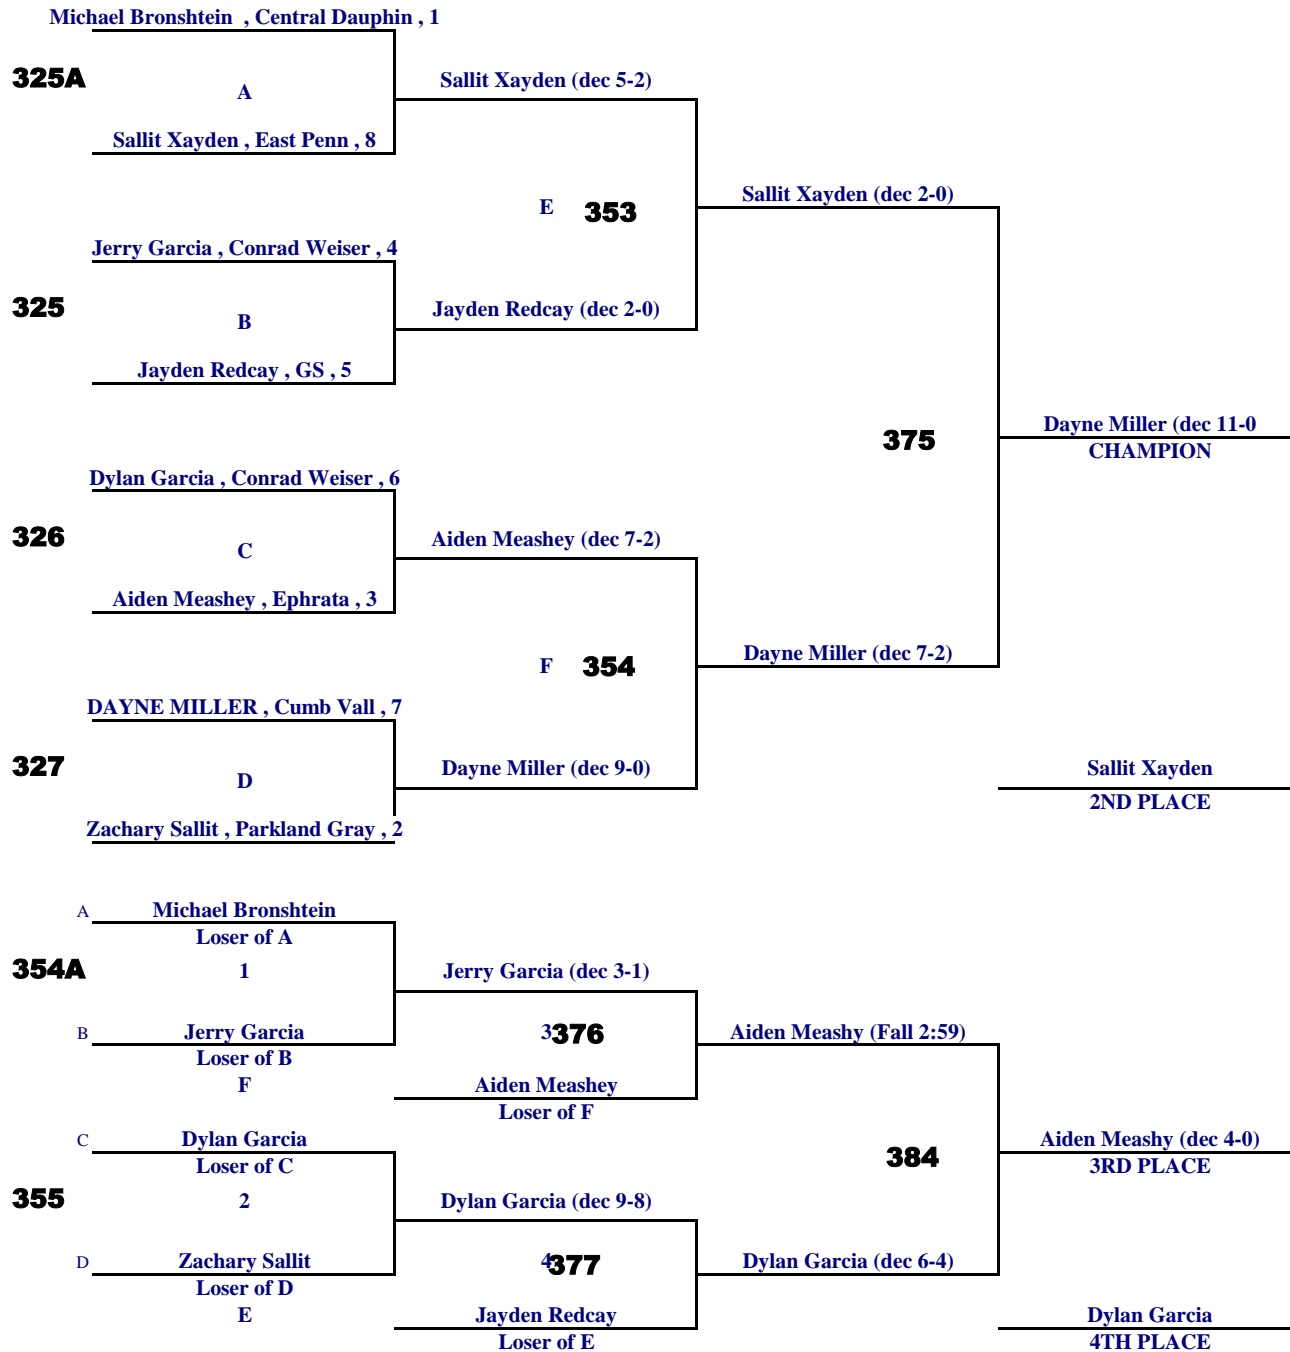 Michael Bronshtein , Central Dauphin , 1
325A
A
Sallit Xayden (dec 5-2)
Sallit Xayden , East Penn , 8
E 353
Sallit Xayden (dec 2-0)
Jerry Garcia , Conrad Weiser , 4
325
B
Jayden Redcay (dec 2-0)
Jayden Redcay , GS , 5
375
Dayne Miller (dec 11-0
CHAMPION
Dylan Garcia , Conrad Weiser , 6
326
C
Aiden Meashey (dec 7-2)
Aiden Meashey , Ephrata , 3
F 354
Dayne Miller (dec 7-2)
DAYNE MILLER , Cumb Vall , 7
327
D
Dayne Miller (dec 9-0)
Sallit Xayden
2ND PLACE
Zachary Sallit , Parkland Gray , 2
A Michael Bronshtein
Loser of A
354A
1
Jerry Garcia (dec 3-1)
B Jerry Garcia
Loser of B
3 376
Aiden Meashy (Fall 2:59)
F
Aiden Meashey
Loser of F
C Dylan Garcia
Loser of C
384
Aiden Meashy (dec 4-0)
3RD PLACE
355
2
Dylan Garcia (dec 9-8)
D Zachary Sallit
Loser of D
4 377
Dylan Garcia (dec 6-4)
E
Jayden Redcay
Loser of E
Dylan Garcia
4TH PLACE